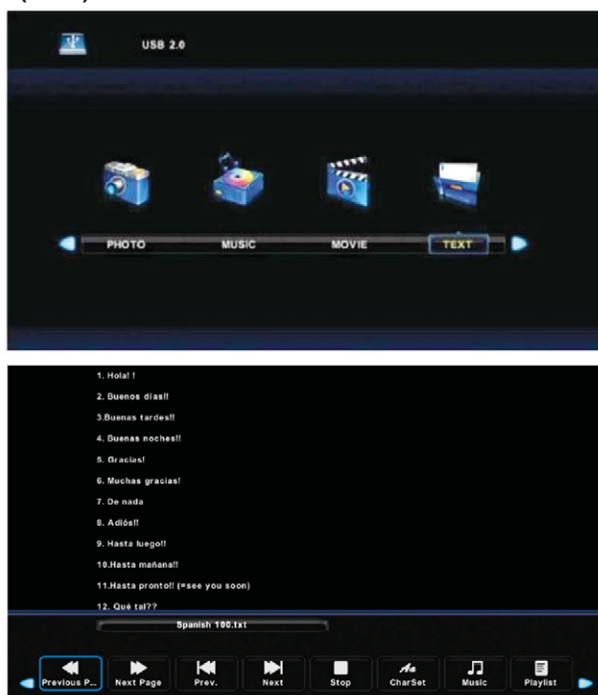 USB 2.0
PHOTO MUSIC MOVIE TEXT
1. Hola! !
2. Buenos días!!
3.Buenas tardes!!
4. Buenas noches!!
5. Gracias!
6. Muchas gracias!
7. De nada
8. Adiós!!
9. Hasta luego!!
10.Hasta mañana!!
11.Hasta pronto!! (=see you soon)
12. Qué tal??
Spanish 100.txt
Aa
Previous P... Next Page Prev. Next Stop CharSet Music Playlist